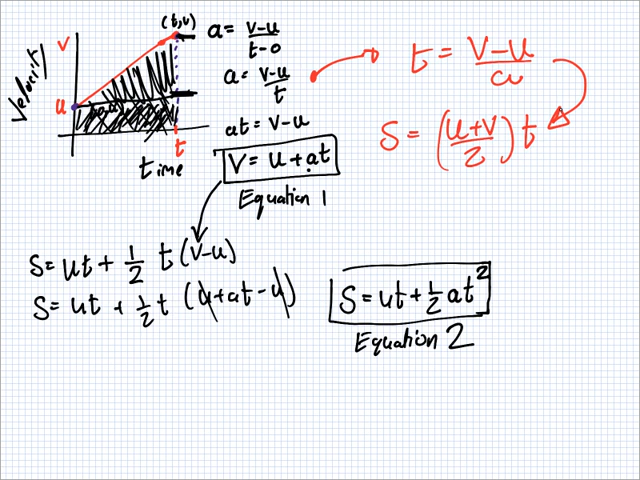 (t,v)
v
velocity
u
t
time
a = v-u / t-0
a = v-u / t
at = v-u
v = u + at
Equation 1
t = v-u / a
S = (u+v / 2) t
S = ut + 1/2 t (v-u)
S = ut + 1/2 t (u+at-u)
S = ut + 1/2 at²
Equation 2